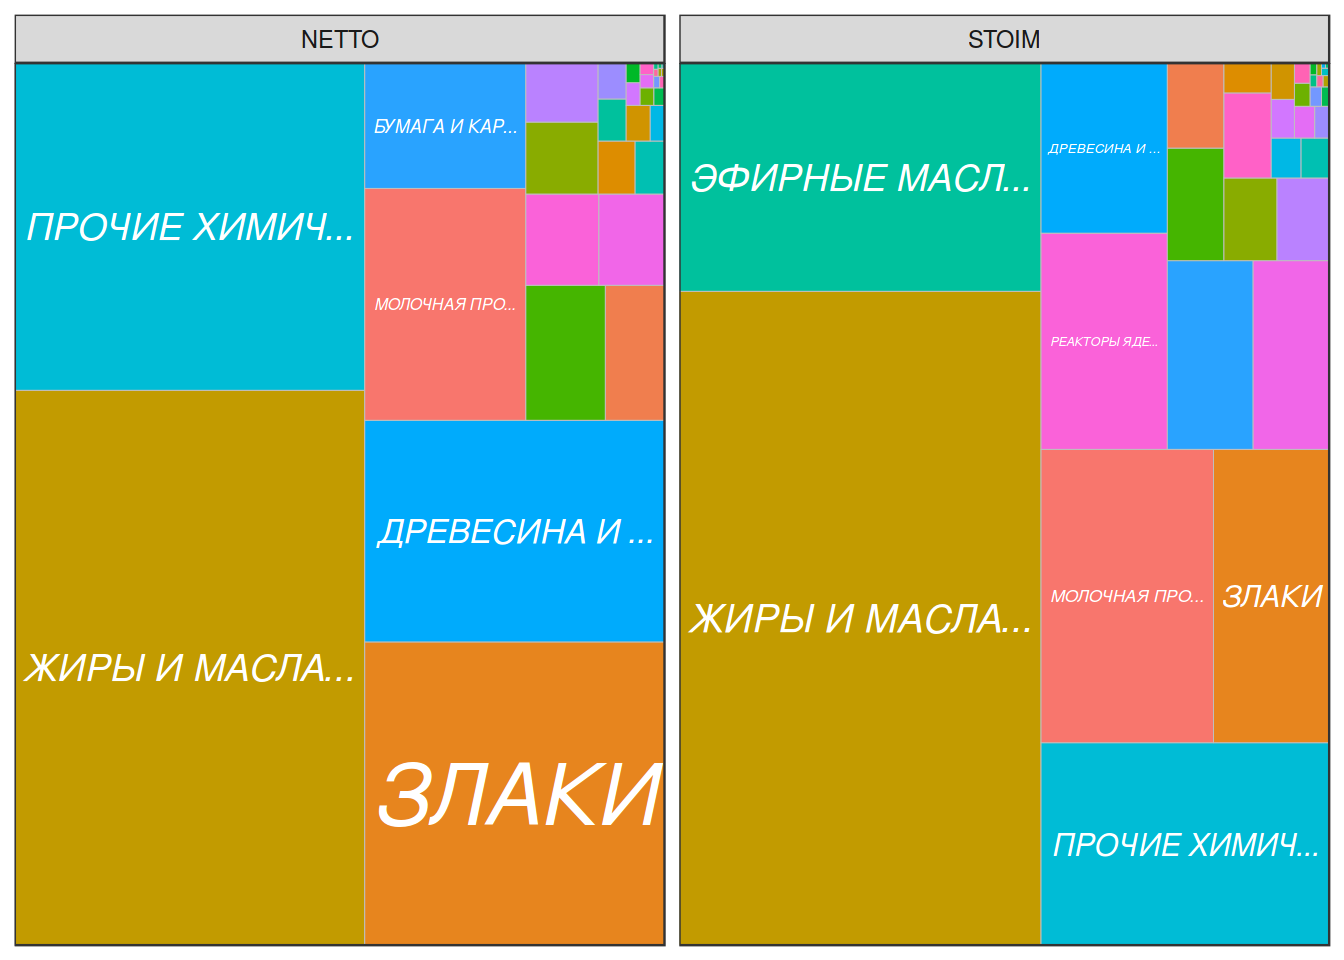 NETTO
ПРОЧИЕ ХИМИЧ...
БУМАГА И КАР...
МОЛОЧНАЯ ПРО...
ДРЕВЕСИНА И ...
ЖИРЫ И МАСЛА...
ЗЛАКИ
STOIM
ЭФИРНЫЕ МАСЛ...
ДРЕВЕСИНА И ...
РЕАКТОРЫ ЯДЕ...
ЖИРЫ И МАСЛА...
МОЛОЧНАЯ ПРО...
ЗЛАКИ
ПРОЧИЕ ХИМИЧ...